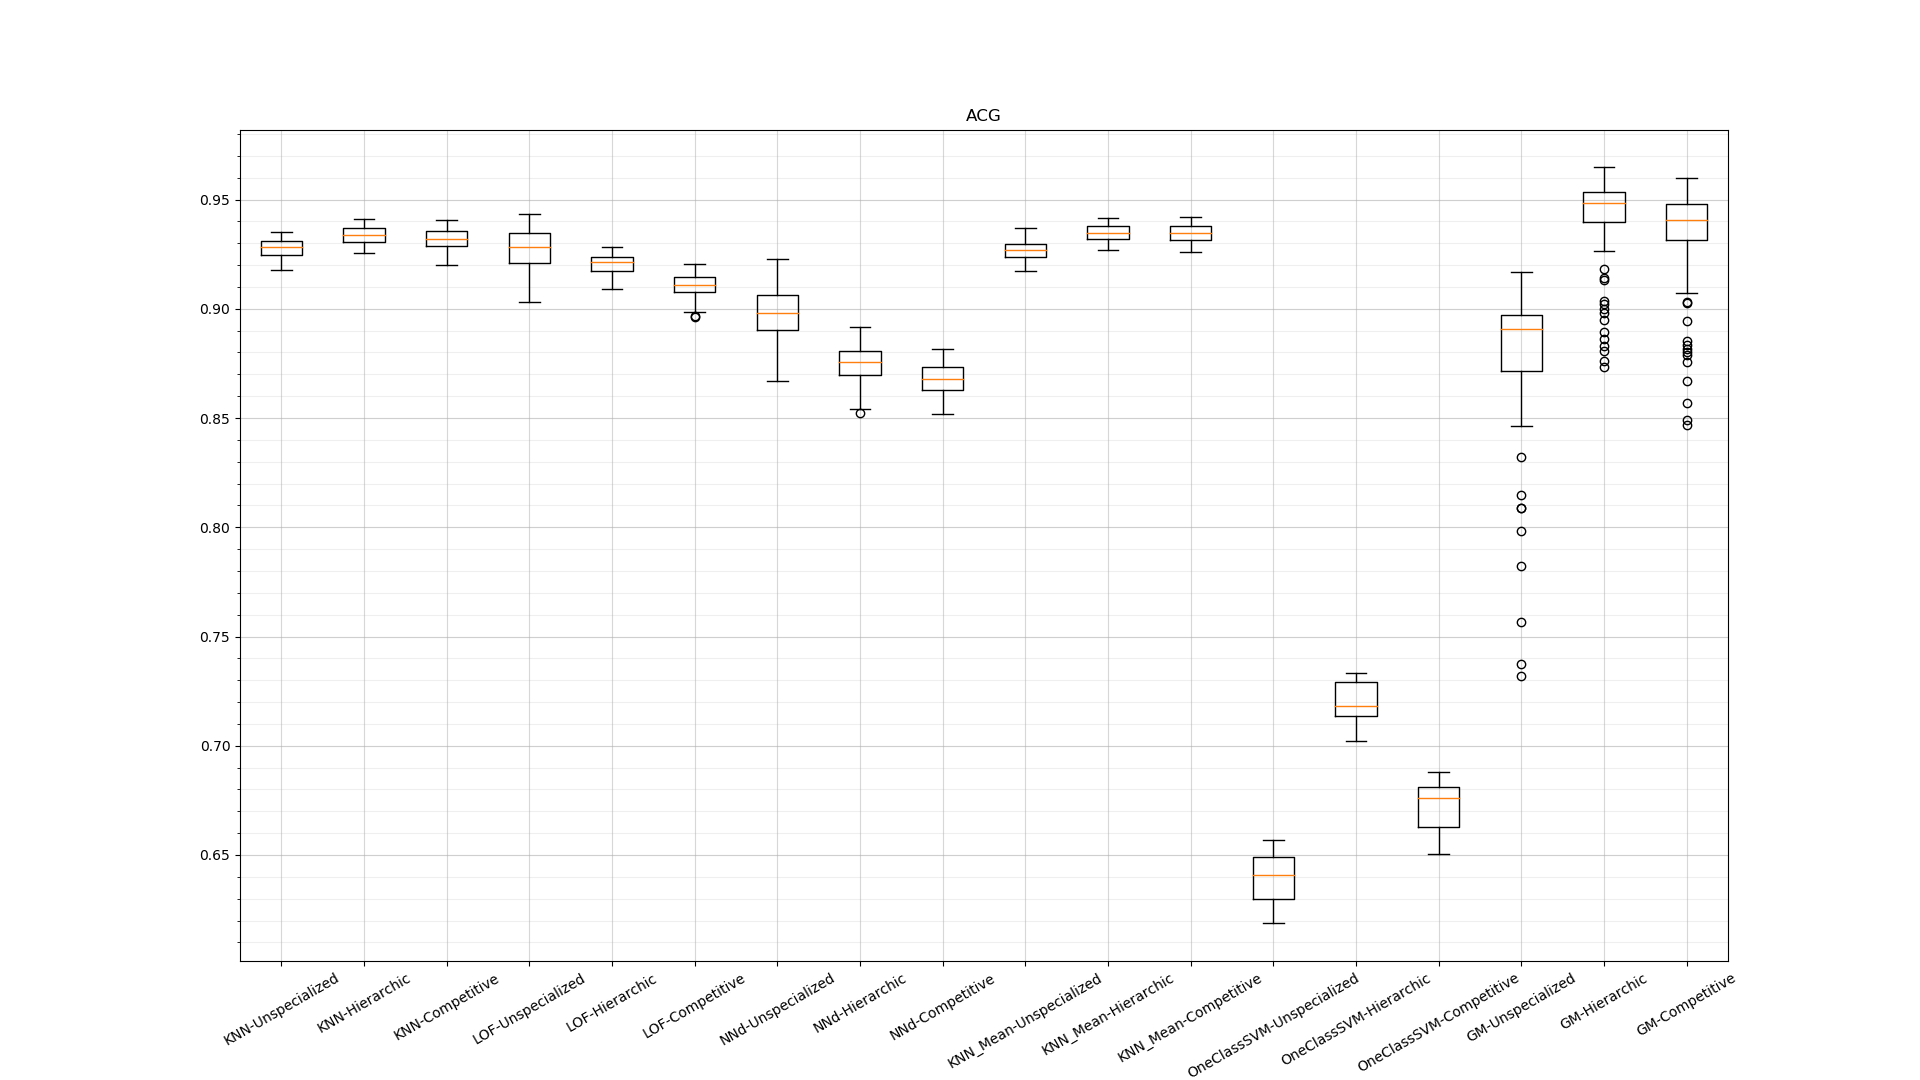 ACG
0.95
0.90
0.85
0.80
0.75
0.70
0.65
KNN-Unspecialized
KNN-Hierarchic
KNN-Competitive
LOF-Unspecialized
LOF-Hierarchic
LOF-Competitive
NNd-Unspecialized
NNd-Hierarchic
NNd-Competitive
KNN_Mean-Unspecialized
KNN_Mean-Hierarchic
KNN_Mean-Competitive
OneClassSVM-Unspecialized
OneClassSVM-Hierarchic
OneClassSVM-Competitive
GM-Unspecialized
GM-Hierarchic
GM-Competitive